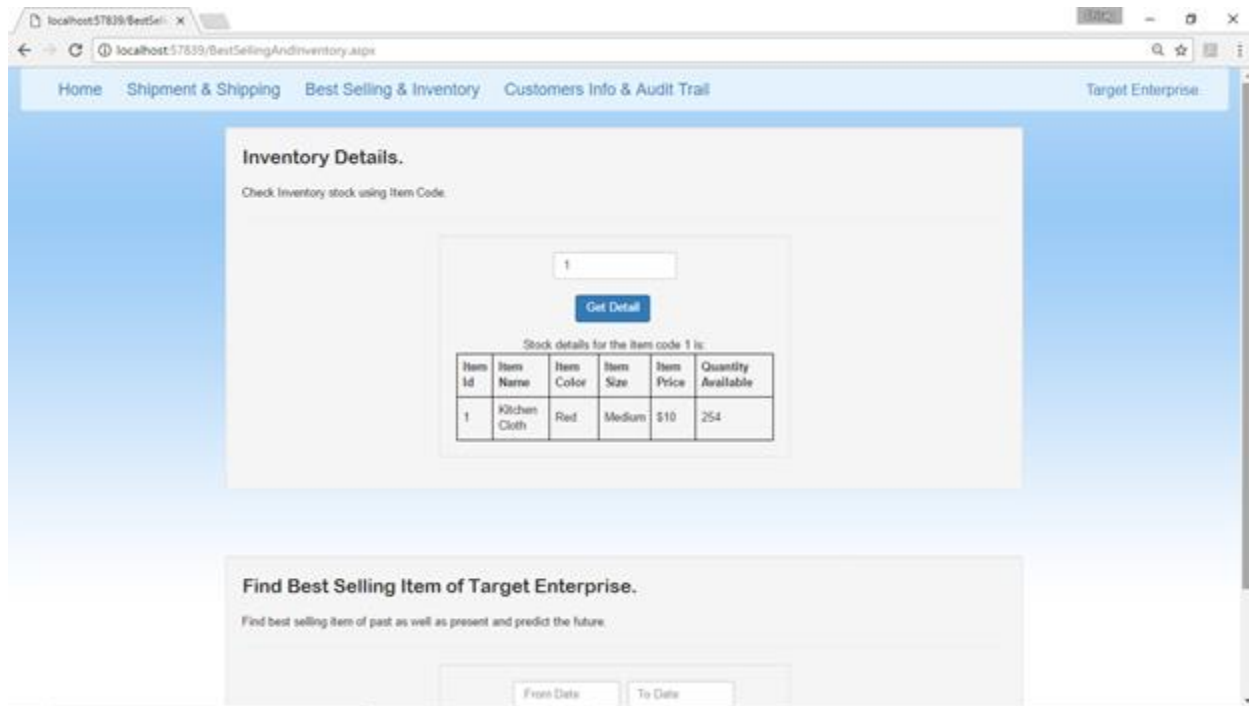 localhost:57839/BestSell
localhost:57839/BestSellingAndInventory.aspx
Home Shipment & Shipping Best Selling & Inventory Customers Info & Audit Trail Target Enterprise
Inventory Details.
Check Inventory stock using Item Code.
1
Get Detail
Stock details for the item code 1 is:
Item Id Item Name Item Color Item Size Item Price Quantity Available
1 Kitchen Cloth Red Medium $10 254
Find Best Selling Item of Target Enterprise.
Find best selling item of past as well as present and predict the future.
From Date To Date